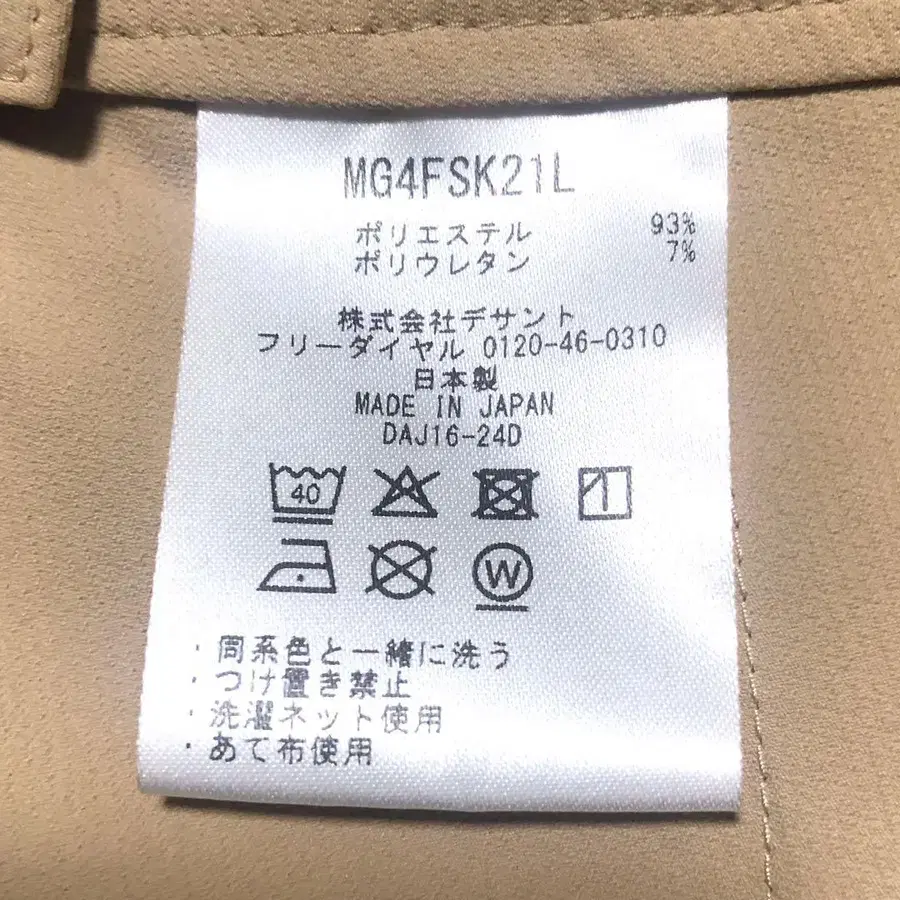 MG4FSK21L
ポリエステル 93%
ポリウレタン 7%
株式会社デサント
フリーダイヤル 0120-46-0310
日本製
MADE IN JAPAN
DAJ16-24D
40
W
・同系色と一緒に洗う
・つけ置き禁止
・洗濯ネット使用
・あて布使用